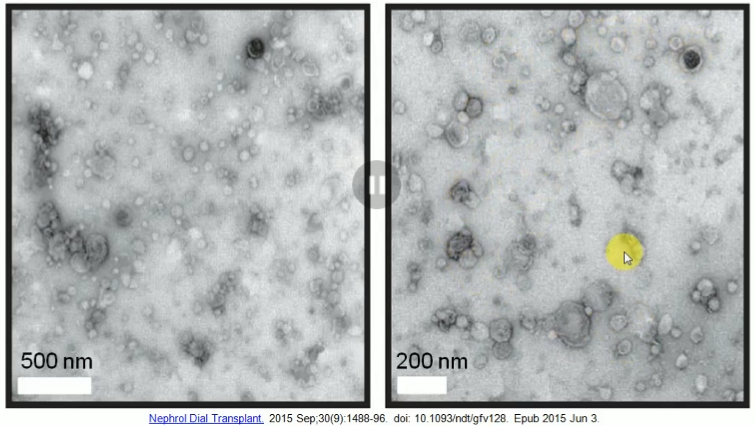 500 nm
200 nm
Nephrol Dial Transplant. 2015 Sep;30(9):1488-96. doi: 10.1093/ndt/gfv128. Epub 2015 Jun 3.